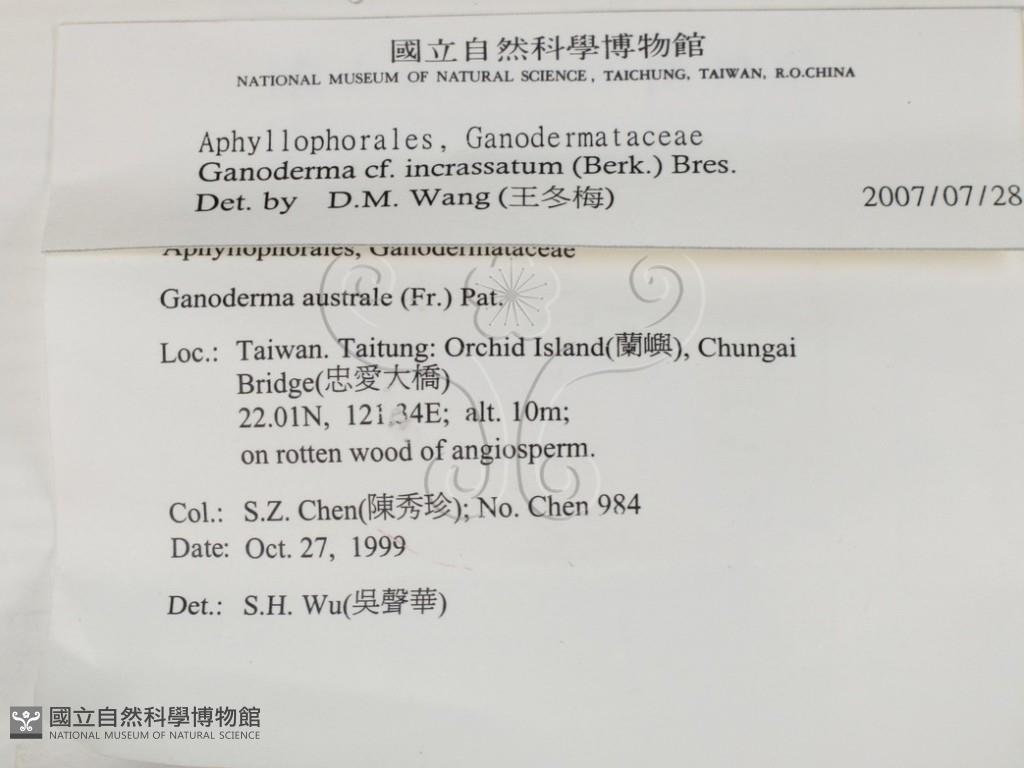 國立自然科學博物館
NATIONAL MUSEUM OF NATURAL SCIENCE, TAICHUNG, TAIWAN, R.O.CHINA
Aphyllophorales, Ganodermataceae
Ganoderma cf. incrassatum (Berk.) Bres.
Det. by D.M. Wang (王冬梅) 2007/07/28
Aphyllophorales, Ganodermataceae
Ganoderma australe (Fr.) Pat.
Loc.: Taiwan. Taitung: Orchid Island(蘭嶼), Chungai
Bridge(忠愛大橋)
22.01N, 121.34E; alt. 10m;
on rotten wood of angiosperm.
Col.: S.Z. Chen(陳秀珍); No. Chen 984
Date: Oct. 27, 1999
Det.: S.H. Wu(吳聲華)
國立自然科學博物館
NATIONAL MUSEUM OF NATURAL SCIENCE